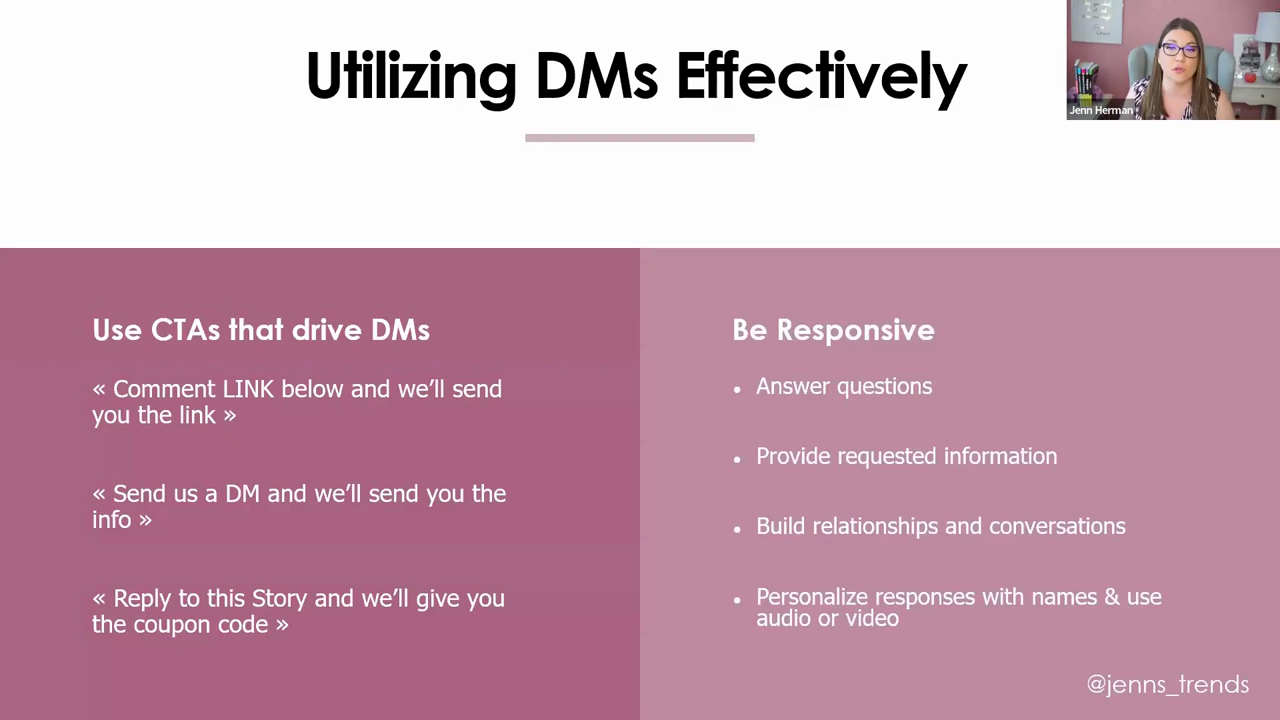 Utilizing DMs Effectively
Jenn Herman
Use CTAs that drive DMs
« Comment LINK below and we’ll send
you the link »
« Send us a DM and we’ll send you the
info »
« Reply to this Story and we’ll give you
the coupon code »
Be Responsive
• Answer questions
• Provide requested information
• Build relationships and conversations
• Personalize responses with names & use
audio or video
@jenns_trends